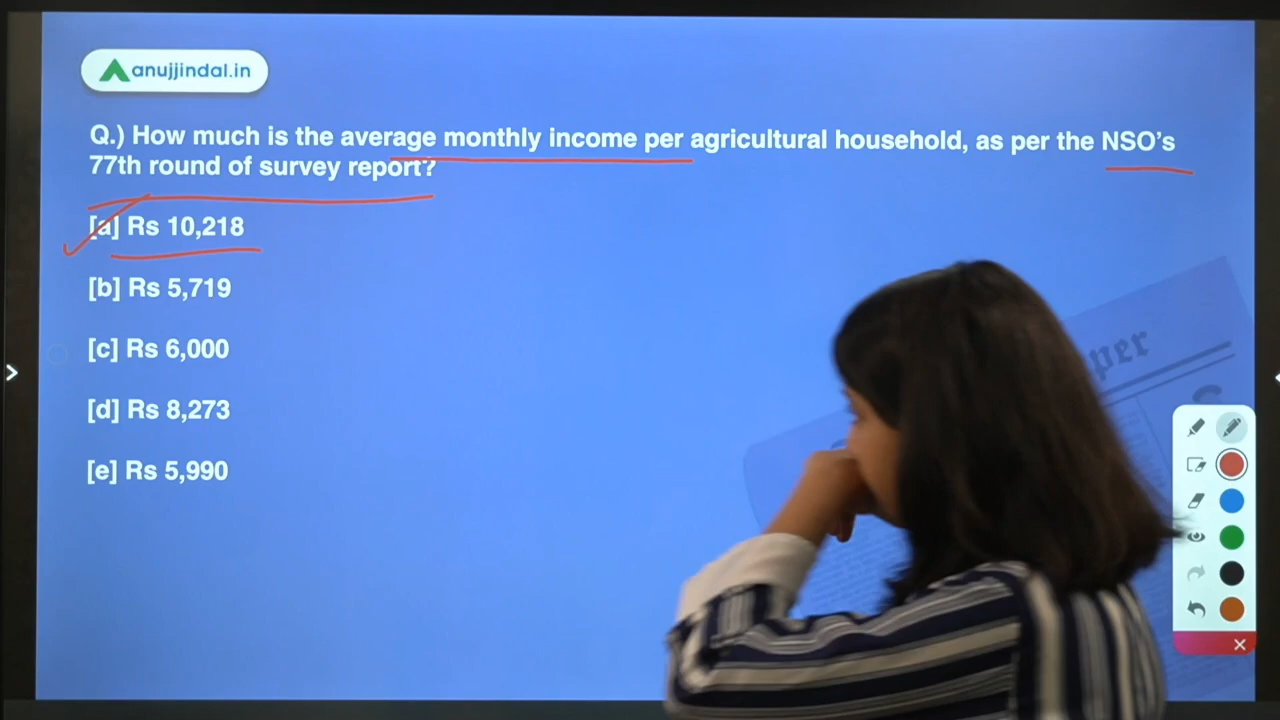 anujjindal.in
Q.) How much is the average monthly income per agricultural household, as per the NSO's
77th round of survey report?
[a] Rs 10,218
[b] Rs 5,719
[c] Rs 6,000
[d] Rs 8,273
[e] Rs 5,990
per